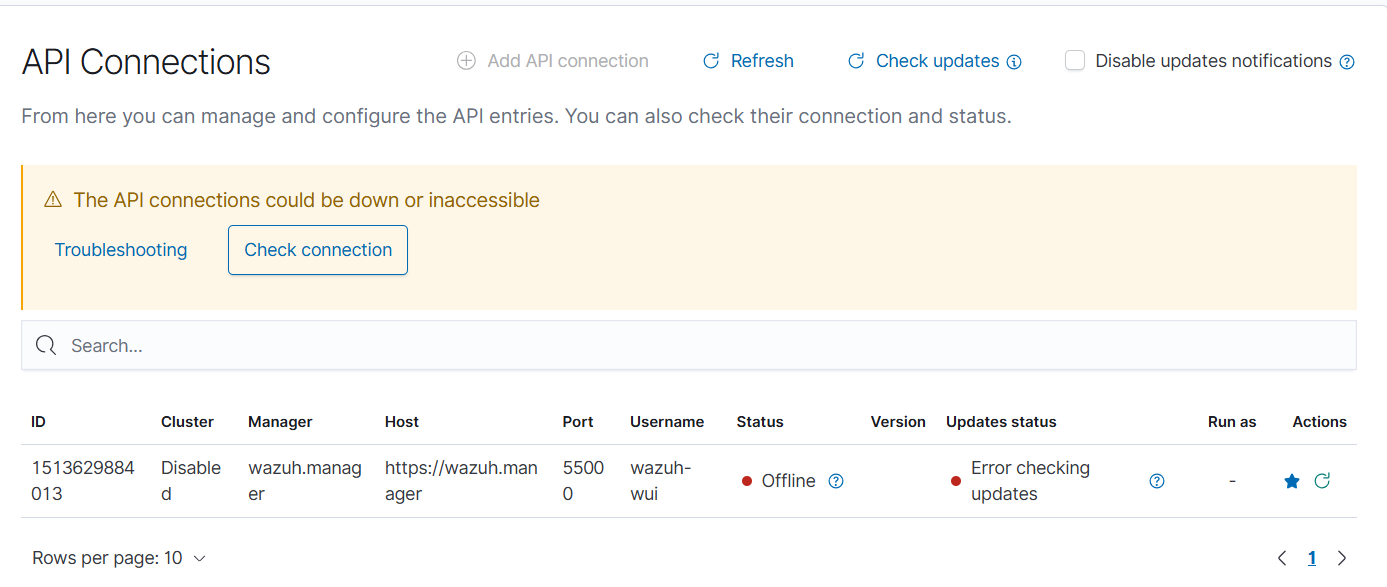 API Connections
Add API connection
Refresh
Check updates
Disable updates notifications
From here you can manage and configure the API entries. You can also check their connection and status.
The API connections could be down or inaccessible
Troubleshooting
Check connection
Search...
ID Cluster Manager Host Port Username Status Version Updates status Run as Actions
1513629884 Disable wazuh.manag https://wazuh.man 5500 wazuh- Offline Error checking -
013 d er ager 0 wui updates
Rows per page: 10
1